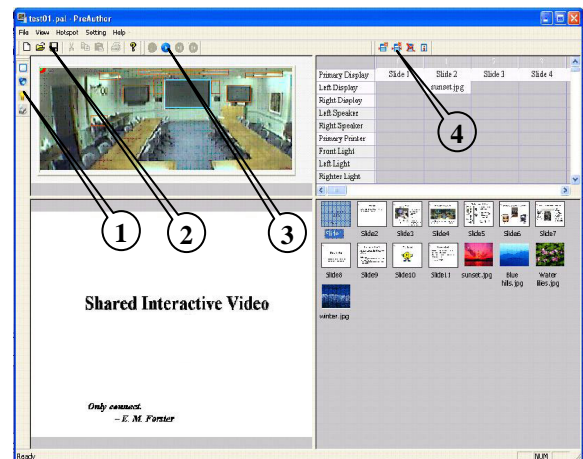 test01.pal - PreAuthor
File View Hotspot Setting Help
Primary Display Slide 1 Slide 2 Slide 3 Slide 4
Left Display sunset.jpg
Right Display
Left Speaker
Right Speaker
Primary Printer
Front Light
Left Light
Righter Light
1 2 3 4
Slide1 Slide2 Slide3 Slide4 Slide5 Slide6 Slide7
Slide8 Slide9 Slide10 Slide11 sunset.jpg Blue hills.jpg Water lilies.jpg
winter.jpg
Shared Interactive Video
Only connect.
– E. M. Forster
Ready NUM